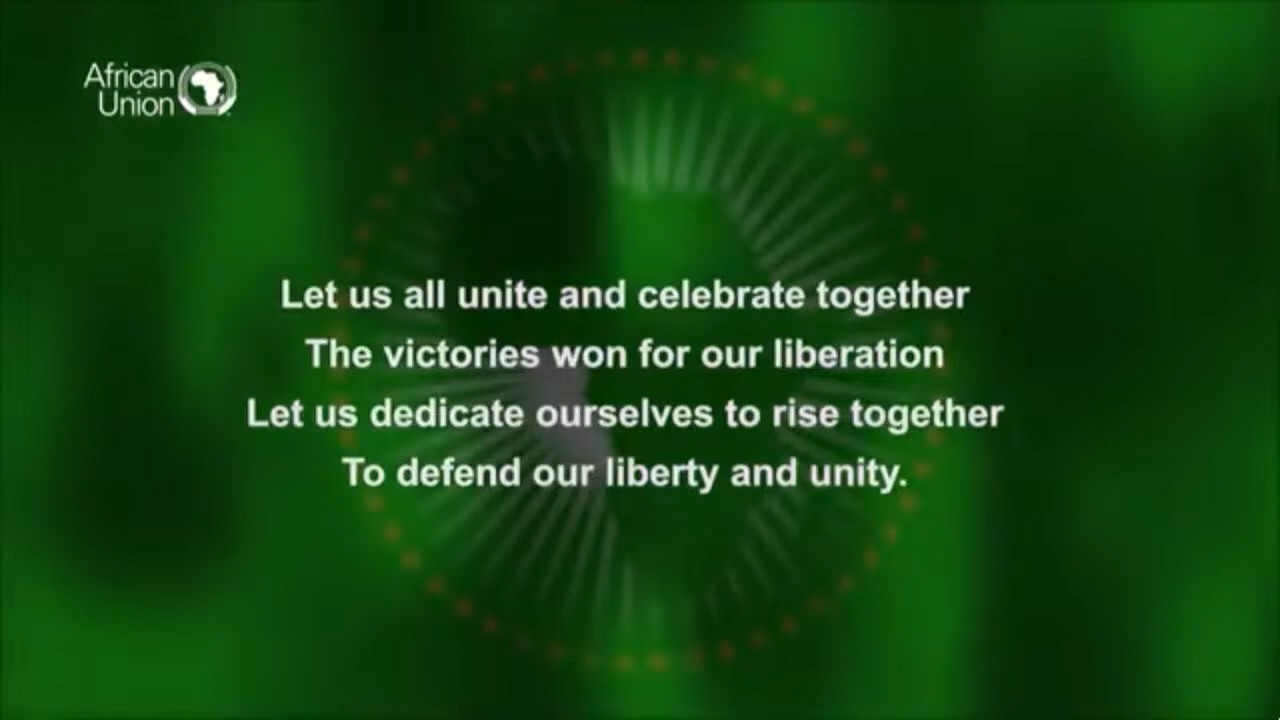 African
Union
Let us all unite and celebrate together
The victories won for our liberation
Let us dedicate ourselves to rise together
To defend our liberty and unity.